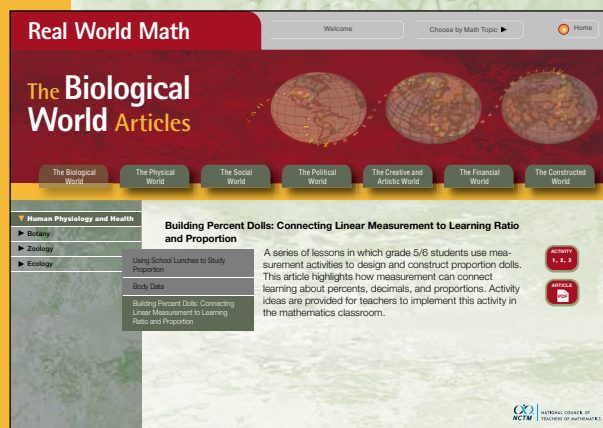 Real World Math
Welcome
Choose by Math Topic ▶
Home
The Biological
World Articles
The Biological
World
The Physical
World
The Social
World
The Political
World
The Creative and
Artistic World
The Financial
World
The Constructed
World
▼ Human Physiology and Health
▶ Botany
▶ Zoology
▶ Ecology
Using School Lunches to Study
Proportion
Body Data
Building Percent Dolls: Connecting
Linear Measurement to Learning
Ratio and Proportion
Building Percent Dolls: Connecting Linear Measurement to Learning Ratio
and Proportion
A series of lessons in which grade 5/6 students use mea-
surement activities to design and construct proportion dolls.
This article highlights how measurement can connect
learning about percents, decimals, and proportions. Activity
ideas are provided for teachers to implement this activity in
the mathematics classroom.
ACTIVITY
1, 2, 3
ARTICLE
PDF
NCTM
NATIONAL COUNCIL OF
TEACHERS OF MATHEMATICS